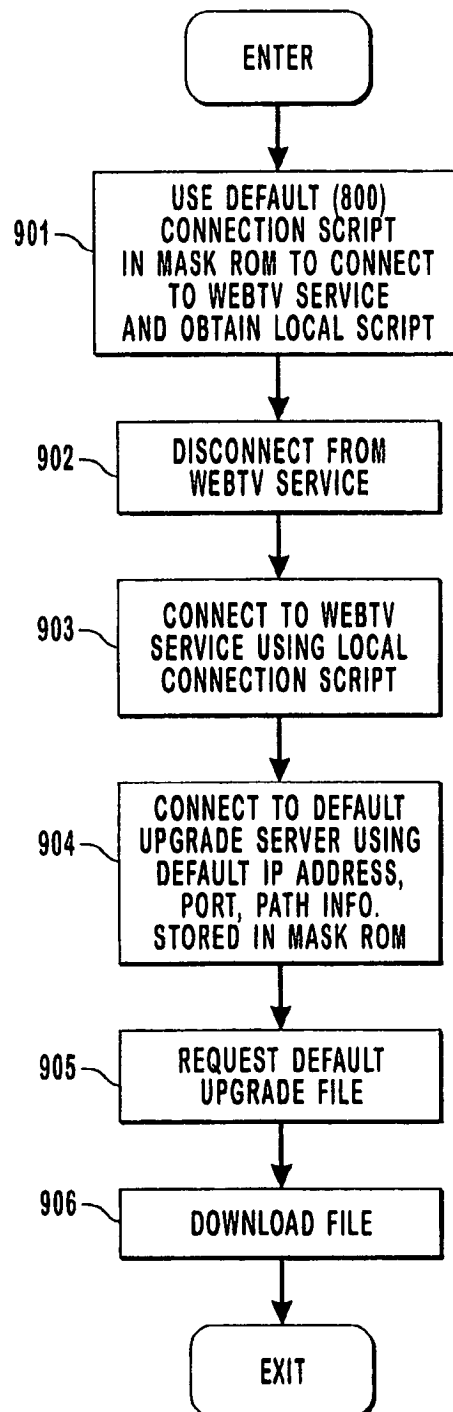 ENTER
901
USE DEFAULT (800)
CONNECTION SCRIPT
IN MASK ROM TO CONNECT
TO WEBTV SERVICE
AND OBTAIN LOCAL SCRIPT
902
DISCONNECT FROM
WEBTV SERVICE
903
CONNECT TO WEBTV
SERVICE USING LOCAL
CONNECTION SCRIPT
904
CONNECT TO DEFAULT
UPGRADE SERVER USING
DEFAULT IP ADDRESS,
PORT, PATH INFO.
STORED IN MASK ROM
905
REQUEST DEFAULT
UPGRADE FILE
906
DOWNLOAD FILE
EXIT